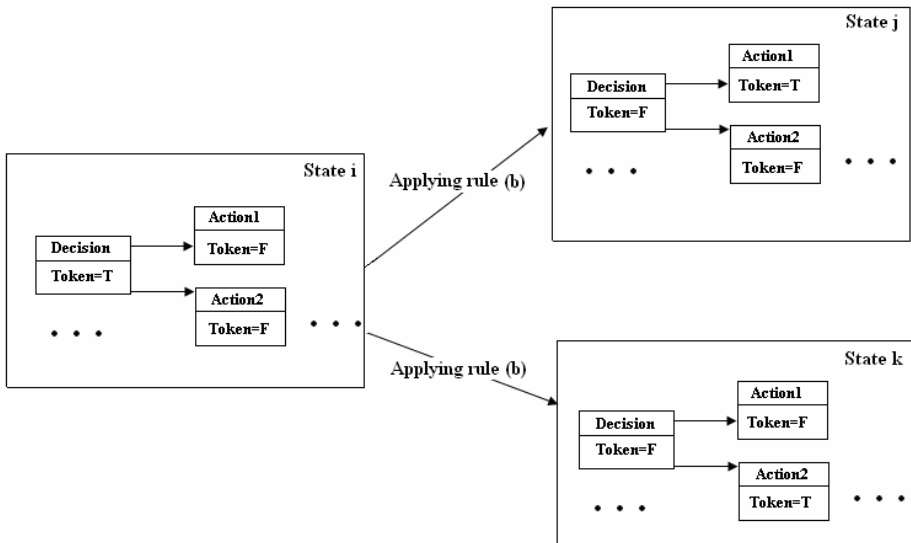 State i
Action1
Token=F
Decision
Token=T
Action2
Token=F
• • •
• • •
Applying rule (b)
State j
Action1
Token=T
Decision
Token=F
Action2
Token=F
• • •
• • •
Applying rule (b)
State k
Action1
Token=F
Decision
Token=F
Action2
Token=T
• • •
• • •